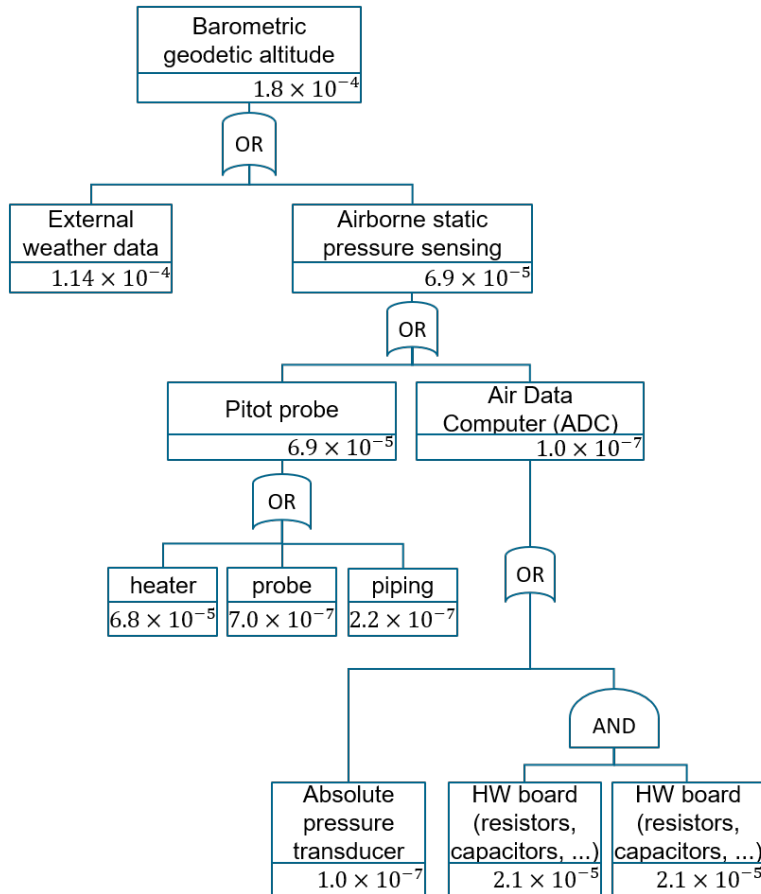 Barometric
geodetic altitude
1.8 × 10⁻⁴
OR
External
weather data
1.14 × 10⁻⁴
Airborne static
pressure sensing
6.9 × 10⁻⁵
OR
Pitot probe
6.9 × 10⁻⁵
Air Data
Computer (ADC)
1.0 × 10⁻⁷
OR
heater
6.8 × 10⁻⁵
probe
7.0 × 10⁻⁷
piping
2.2 × 10⁻⁷
OR
AND
Absolute
pressure
transducer
1.0 × 10⁻⁷
HW board
(resistors,
capacitors, ...)
2.1 × 10⁻⁵
HW board
(resistors,
capacitors, ...)
2.1 × 10⁻⁵